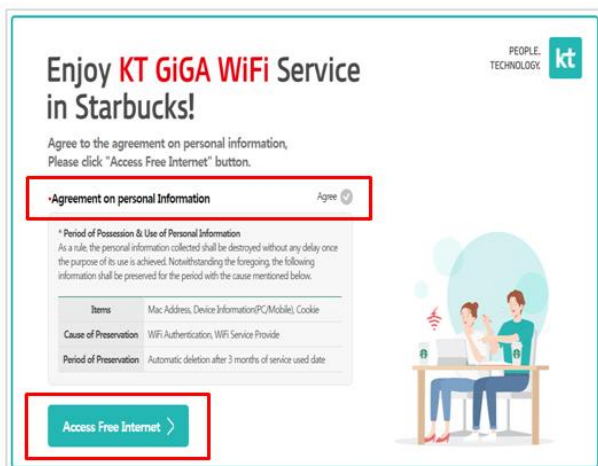 PEOPLE.
TECHNOLOGY.
kt
Enjoy KT GiGA WiFi Service
in Starbucks!
Agree to the agreement on personal information,
Please click "Access Free Internet" button.
•Agreement on personal Information
Agree
* Period of Possession & Use of Personal Information
As a rule, the personal information collected shall be destroyed without any delay once
the purpose of its use is achieved. Notwithstanding the foregoing, the following
information shall be preserved for the period with the cause mentioned below.
Items Mac Address, Device Information(PC/Mobile), Cookie
Cause of Preservation WiFi Authentication, WiFi Service Provide
Period of Preservation Automatic deletion after 3 months of service used date
Access Free Internet